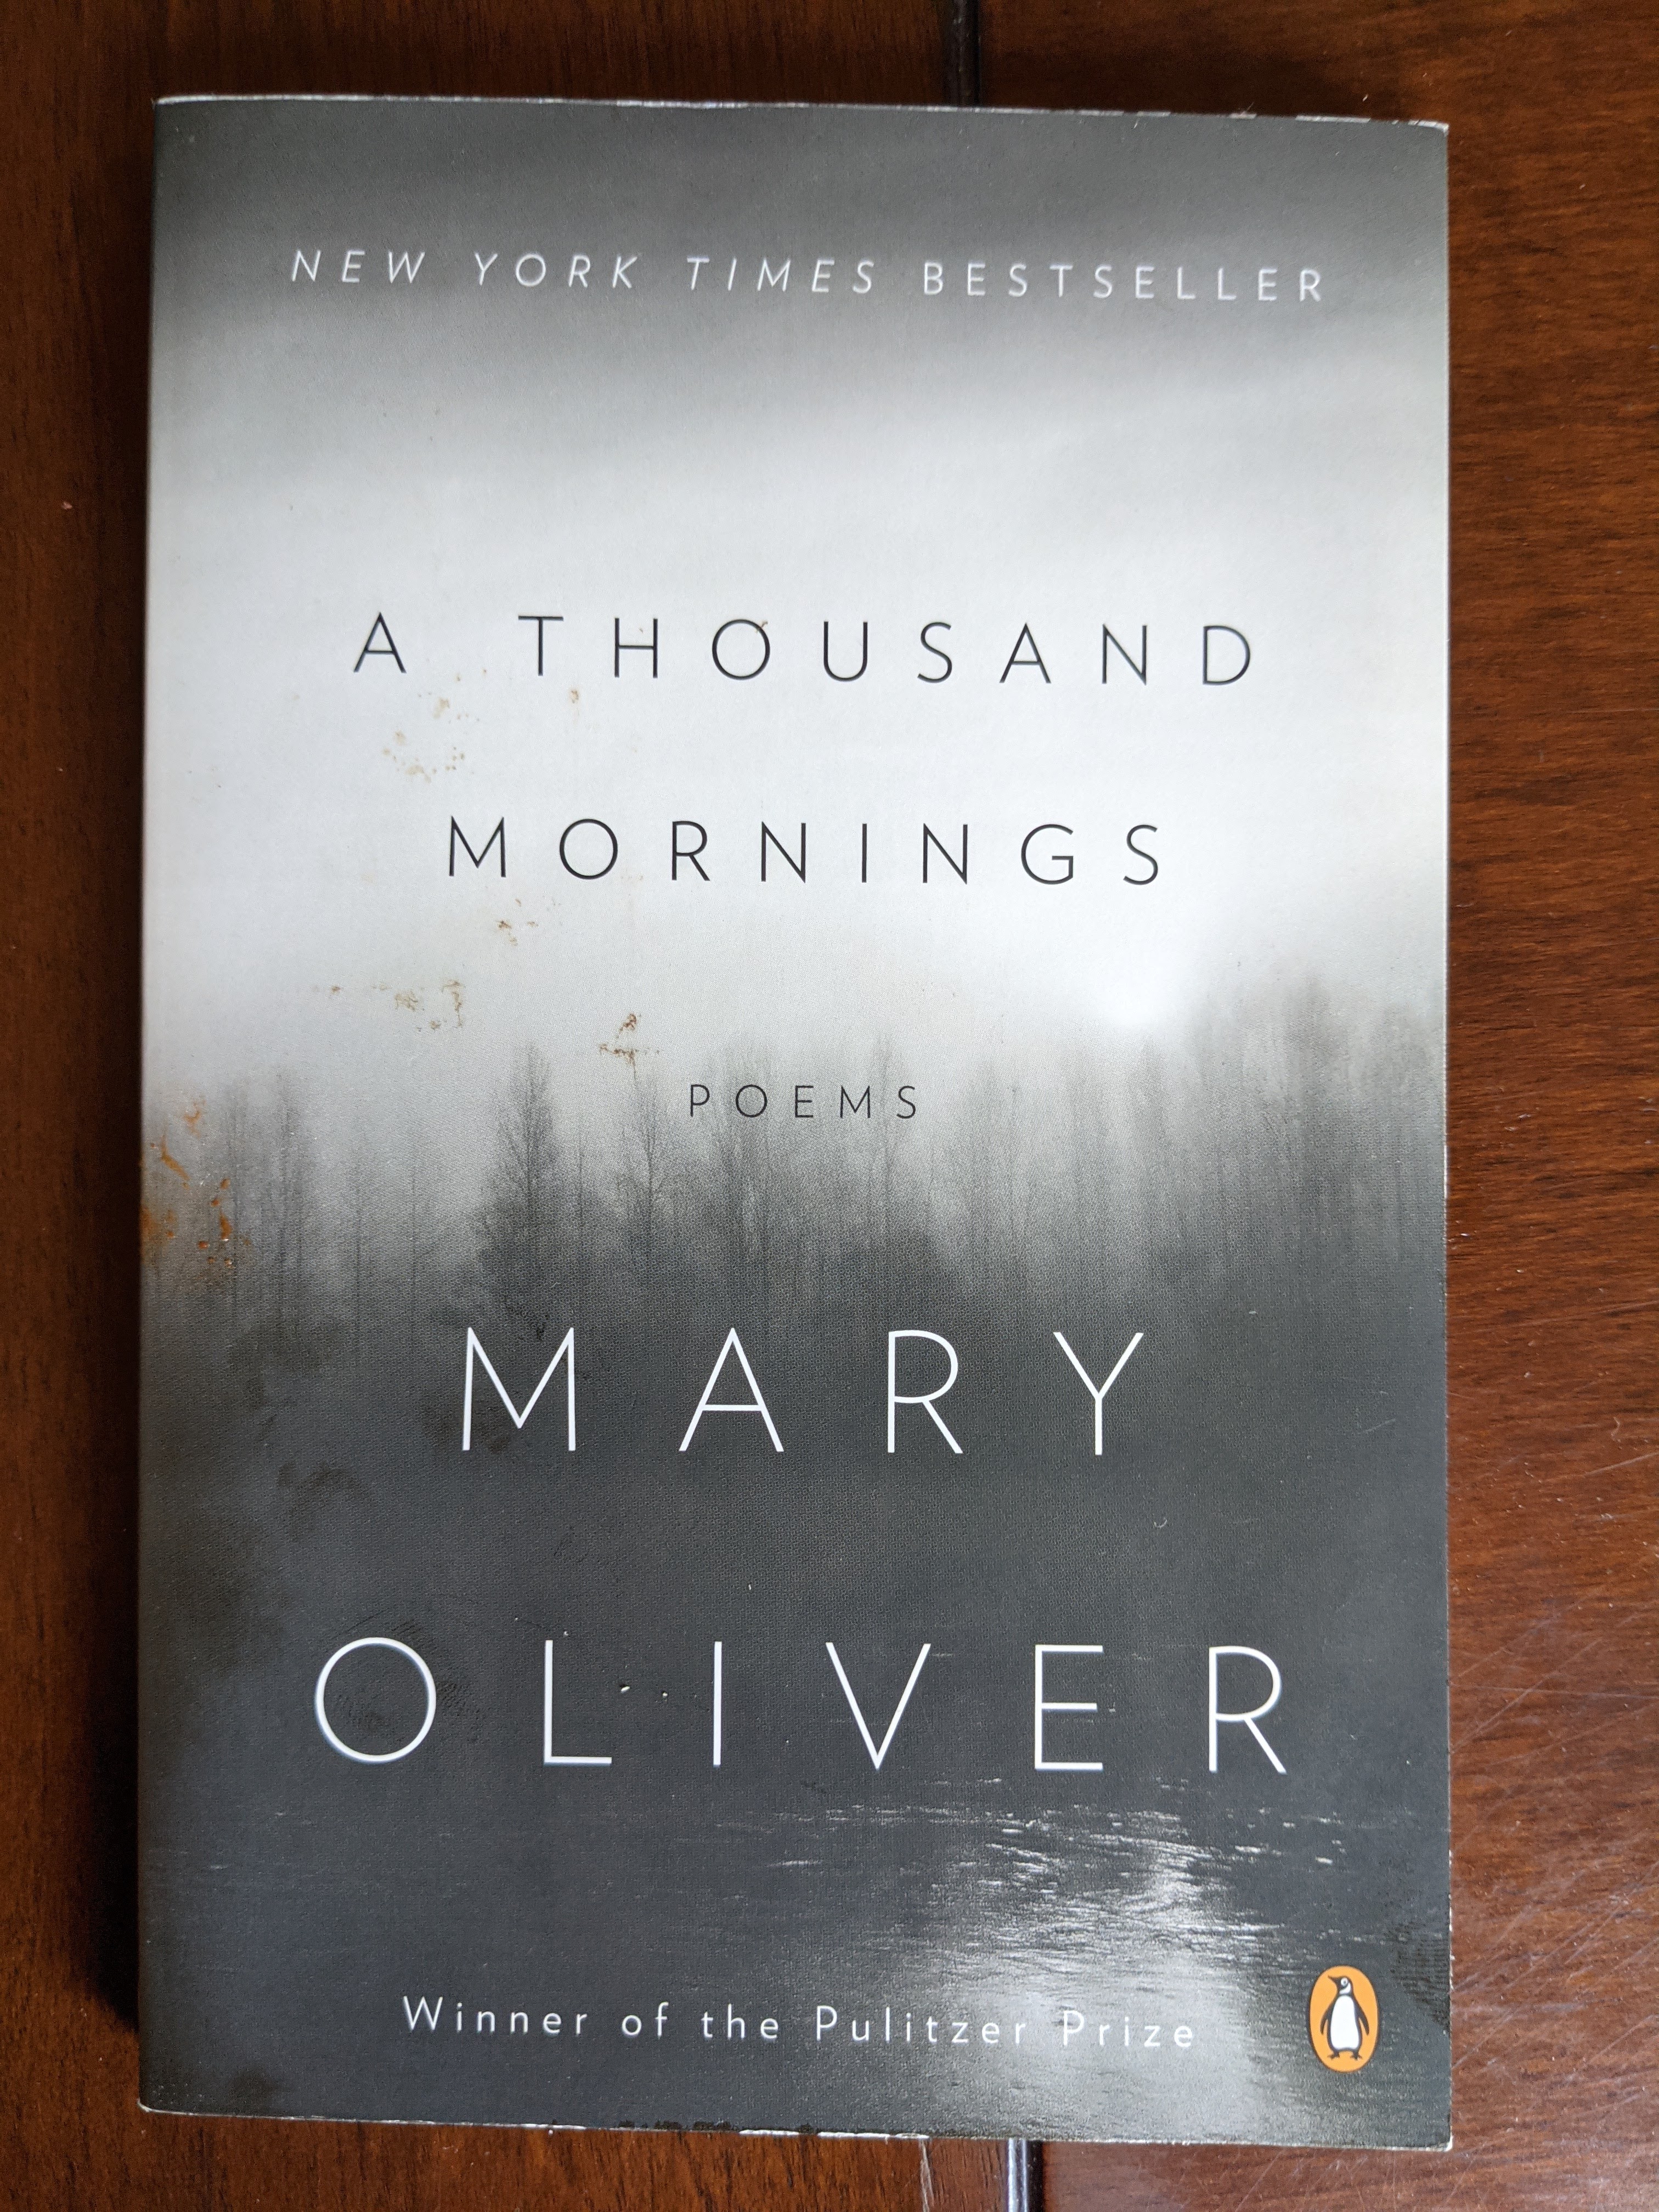 NEW YORK TIMES BESTSELLER
A THOUSAND
MORNINGS
POEMS
MARY
OLIVER
Winner of the Pulitzer Prize